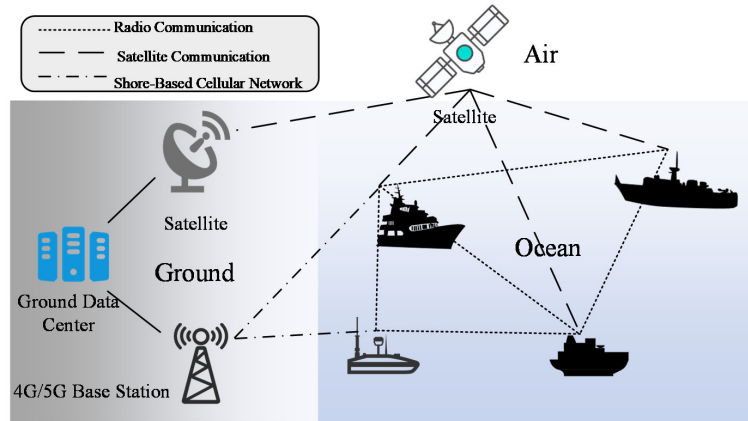 Radio Communication
Satellite Communication
Shore-Based Cellular Network
Air
Satellite
Satellite
Ground
Ocean
Ground Data
Center
4G/5G Base Station